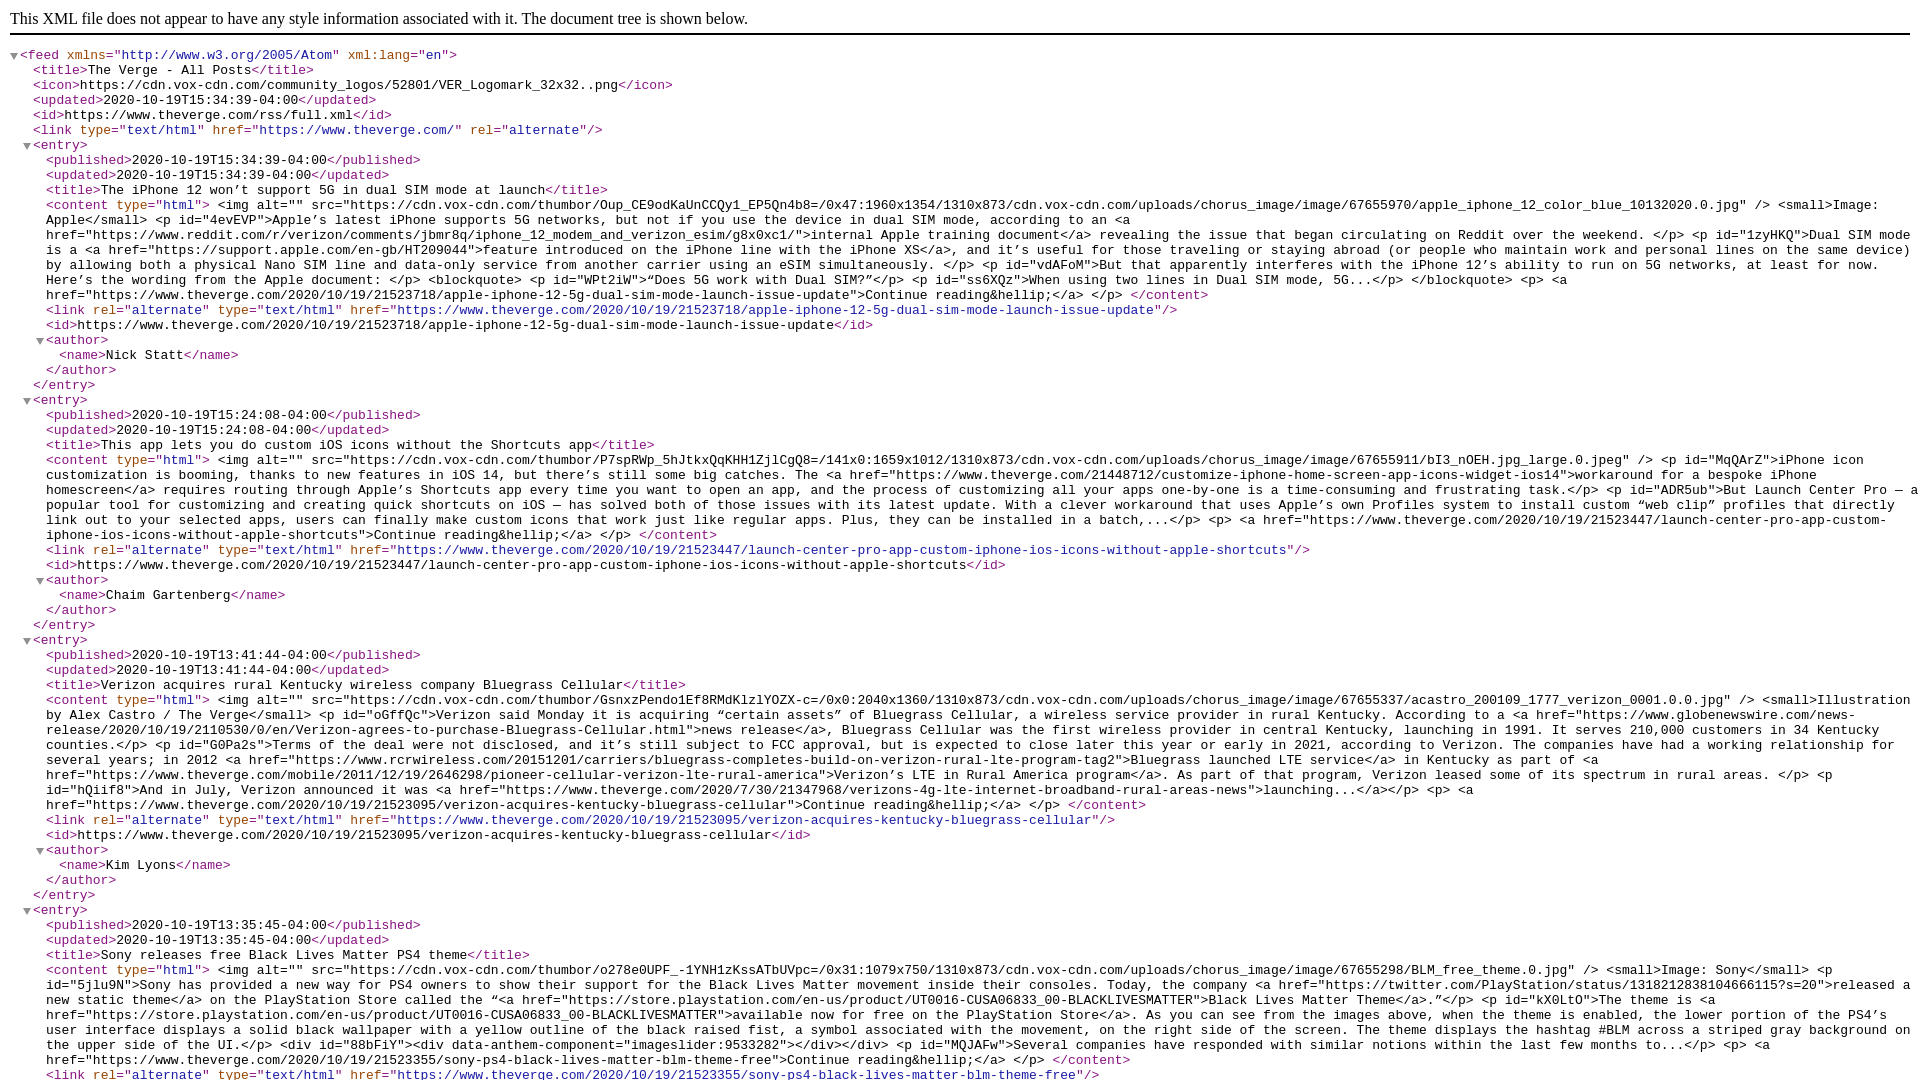 This XML file does not appear to have any style information associated with it. The document tree is shown below.
<feed xmlns="http://www.w3.org/2005/Atom" xml:lang="en">
<title>The Verge - All Posts</title>
<icon>https://cdn.vox-cdn.com/community_logos/52801/VER_Logomark_32x32..png</icon>
<updated>2020-10-19T15:34:39-04:00</updated>
<id>https://www.theverge.com/rss/full.xml</id>
<link type="text/html" href="https://www.theverge.com/" rel="alternate"/>
<entry>
<published>2020-10-19T15:34:39-04:00</published>
<updated>2020-10-19T15:34:39-04:00</updated>
<title>The iPhone 12 won’t support 5G in dual SIM mode at launch</title>
<content type="html"> <img alt="" src="https://cdn.vox-cdn.com/thumbor/Oup_CE9odKaUnCCQy1_EP5Qn4b8=/0x47:1960x1354/1310x873/cdn.vox-cdn.com/uploads/chorus_image/image/67655970/apple_iphone_12_color_blue_10132020.0.jpg" /> <small>Image:
Apple</small> <p id="4evEVP">Apple’s latest iPhone supports 5G networks, but not if you use the device in dual SIM mode, according to an <a
href="https://www.reddit.com/r/verizon/comments/jbmr8q/iphone_12_modem_and_verizon_esim/g8x0xc1/">internal Apple training document</a> revealing the issue that began circulating on Reddit over the weekend. </p> <p id="1zyHKQ">Dual SIM mode
is a <a href="https://support.apple.com/en-gb/HT209044">feature introduced on the iPhone line with the iPhone XS</a>, and it’s useful for those traveling or staying abroad (or people who maintain work and personal lines on the same device)
by allowing both a physical Nano SIM line and data-only service from another carrier using an eSIM simultaneously. </p> <p id="vdAFoM">But that apparently interferes with the iPhone 12’s ability to run on 5G networks, at least for now.
Here’s the wording from the Apple document: </p> <blockquote> <p id="WPt2iW">“Does 5G work with Dual SIM?”</p> <p id="ss6XQz">When using two lines in Dual SIM mode, 5G...</p> </blockquote> <p> <a
href="https://www.theverge.com/2020/10/19/21523718/apple-iphone-12-5g-dual-sim-mode-launch-issue-update">Continue reading&hellip;</a> </p> </content>
<link rel="alternate" type="text/html" href="https://www.theverge.com/2020/10/19/21523718/apple-iphone-12-5g-dual-sim-mode-launch-issue-update"/>
<id>https://www.theverge.com/2020/10/19/21523718/apple-iphone-12-5g-dual-sim-mode-launch-issue-update</id>
<author>
<name>Nick Statt</name>
</author>
</entry>
<entry>
<published>2020-10-19T15:24:08-04:00</published>
<updated>2020-10-19T15:24:08-04:00</updated>
<title>This app lets you do custom iOS icons without the Shortcuts app</title>
<content type="html"> <img alt="" src="https://cdn.vox-cdn.com/thumbor/P7spRWp_5hJtkxQqKHH1ZjlCgQ8=/141x0:1659x1012/1310x873/cdn.vox-cdn.com/uploads/chorus_image/image/67655911/bI3_nOEH.jpg_large.0.jpeg" /> <p id="MqQArZ">iPhone icon
customization is booming, thanks to new features in iOS 14, but there’s still some big catches. The <a href="https://www.theverge.com/21448712/customize-iphone-home-screen-app-icons-widget-ios14">workaround for a bespoke iPhone
homescreen</a> requires routing through Apple’s Shortcuts app every time you want to open an app, and the process of customizing all your apps one-by-one is a time-consuming and frustrating task.</p> <p id="ADR5ub">But Launch Center Pro — a
popular tool for customizing and creating quick shortcuts on iOS — has solved both of those issues with its latest update. With a clever workaround that uses Apple’s own Profiles system to install custom “web clip” profiles that directly
link out to your selected apps, users can finally make custom icons that work just like regular apps. Plus, they can be installed in a batch,...</p> <p> <a href="https://www.theverge.com/2020/10/19/21523447/launch-center-pro-app-custom-
iphone-ios-icons-without-apple-shortcuts">Continue reading&hellip;</a> </p> </content>
<link rel="alternate" type="text/html" href="https://www.theverge.com/2020/10/19/21523447/launch-center-pro-app-custom-iphone-ios-icons-without-apple-shortcuts"/>
<id>https://www.theverge.com/2020/10/19/21523447/launch-center-pro-app-custom-iphone-ios-icons-without-apple-shortcuts</id>
<author>
<name>Chaim Gartenberg</name>
</author>
</entry>
<entry>
<published>2020-10-19T13:41:44-04:00</published>
<updated>2020-10-19T13:41:44-04:00</updated>
<title>Verizon acquires rural Kentucky wireless company Bluegrass Cellular</title>
<content type="html"> <img alt="" src="https://cdn.vox-cdn.com/thumbor/GsnxzPendo1Ef8RMdKlzlYOZX-c=/0x0:2040x1360/1310x873/cdn.vox-cdn.com/uploads/chorus_image/image/67655337/acastro_200109_1777_verizon_0001.0.0.jpg" /> <small>Illustration
by Alex Castro / The Verge</small> <p id="oGffQc">Verizon said Monday it is acquiring “certain assets” of Bluegrass Cellular, a wireless service provider in rural Kentucky. According to a <a href="https://www.globenewswire.com/news-
release/2020/10/19/2110530/0/en/Verizon-agrees-to-purchase-Bluegrass-Cellular.html">news release</a>, Bluegrass Cellular was the first wireless provider in central Kentucky, launching in 1991. It serves 210,000 customers in 34 Kentucky
counties.</p> <p id="G0Pa2s">Terms of the deal were not disclosed, and it’s still subject to FCC approval, but is expected to close later this year or early in 2021, according to Verizon. The companies have had a working relationship for
several years; in 2012 <a href="https://www.rcrwireless.com/20151201/carriers/bluegrass-completes-build-on-verizon-rural-lte-program-tag2">Bluegrass launched LTE service</a> in Kentucky as part of <a
href="https://www.theverge.com/mobile/2011/12/19/2646298/pioneer-cellular-verizon-lte-rural-america">Verizon’s LTE in Rural America program</a>. As part of that program, Verizon leased some of its spectrum in rural areas. </p> <p
id="hQiif8">And in July, Verizon announced it was <a href="https://www.theverge.com/2020/7/30/21347968/verizons-4g-lte-internet-broadband-rural-areas-news">launching...</a></p> <p> <a
href="https://www.theverge.com/2020/10/19/21523095/verizon-acquires-kentucky-bluegrass-cellular">Continue reading&hellip;</a> </p> </content>
<link rel="alternate" type="text/html" href="https://www.theverge.com/2020/10/19/21523095/verizon-acquires-kentucky-bluegrass-cellular"/>
<id>https://www.theverge.com/2020/10/19/21523095/verizon-acquires-kentucky-bluegrass-cellular</id>
<author>
<name>Kim Lyons</name>
</author>
</entry>
<entry>
<published>2020-10-19T13:35:45-04:00</published>
<updated>2020-10-19T13:35:45-04:00</updated>
<title>Sony releases free Black Lives Matter PS4 theme</title>
<content type="html"> <img alt="" src="https://cdn.vox-cdn.com/thumbor/o278e0UPF_-1YNH1zKssATbUVpc=/0x31:1079x750/1310x873/cdn.vox-cdn.com/uploads/chorus_image/image/67655298/BLM_free_theme.0.jpg" /> <small>Image: Sony</small> <p
id="5jlu9N">Sony has provided a new way for PS4 owners to show their support for the Black Lives Matter movement inside their consoles. Today, the company <a href="https://twitter.com/PlayStation/status/1318212838104666115?s=20">released a
new static theme</a> on the PlayStation Store called the “<a href="https://store.playstation.com/en-us/product/UT0016-CUSA06833_00-BLACKLIVESMATTER">Black Lives Matter Theme</a>.”</p> <p id="kX0LtO">The theme is <a
href="https://store.playstation.com/en-us/product/UT0016-CUSA06833_00-BLACKLIVESMATTER">available now for free on the PlayStation Store</a>. As you can see from the images above, when the theme is enabled, the lower portion of the PS4’s
user interface displays a solid black wallpaper with a yellow outline of the black raised fist, a symbol associated with the movement, on the right side of the screen. The theme displays the hashtag #BLM across a striped gray background on
the upper side of the UI.</p> <div id="88bFiY"><div data-anthem-component="imageslider:9533282"></div></div> <p id="MQJAFw">Several companies have responded with similar notions within the last few months to...</p> <p> <a
href="https://www.theverge.com/2020/10/19/21523355/sony-ps4-black-lives-matter-blm-theme-free">Continue reading&hellip;</a> </p> </content>
<link rel="alternate" type="text/html" href="https://www.theverge.com/2020/10/19/21523355/sony-ps4-black-lives-matter-blm-theme-free"/>